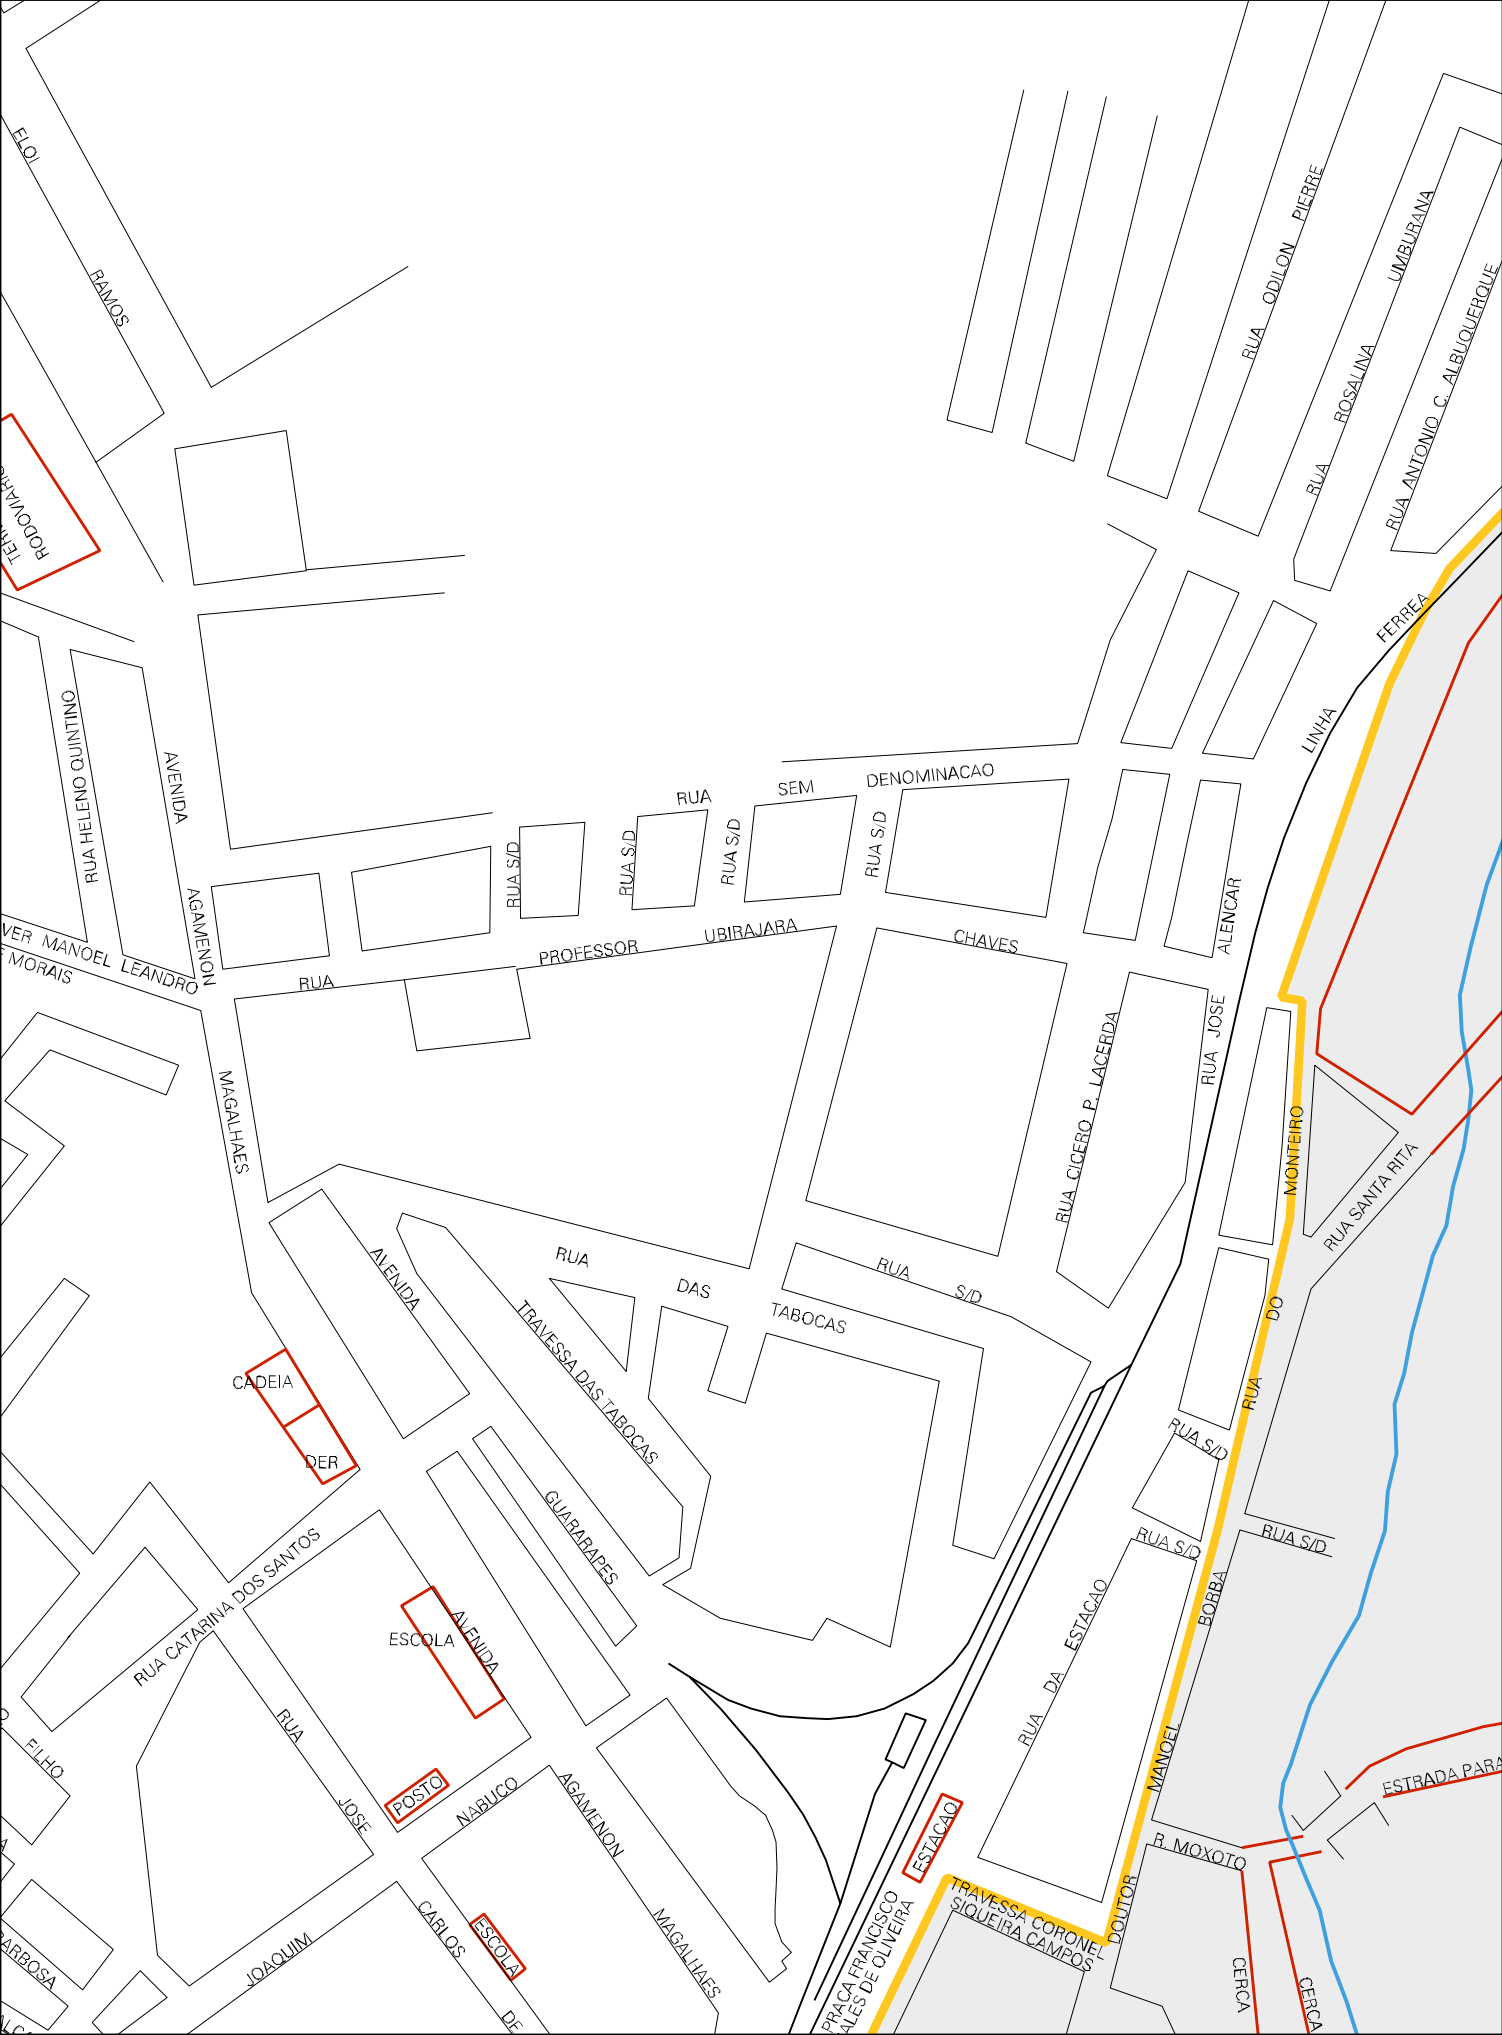 ELOI
RAMOS
RODOVIARIO
RUA ODILON PIERRE
RUA ROSALINA UMBURANA
RUA ANTONIO C. ALBUQUERQUE
LINHA FERREA
RUA HELENO QUINTINO
AVENIDA
AGAMENON
MAGALHAES
RUA SEM DENOMINACAO
RUA S/D
RUA S/D
RUA S/D
RUA S/D
RUA PROFESSOR UBIRAJARA CHAVES
VER MANOEL LEANDRO
MORAIS
RUA JOSE ALENCAR
RUA CICERO P. LACERDA
RUA SANTA RITA
RUA DAS TABOCAS
RUA S/D
TRAVESSA DAS TABOCAS
AVENIDA
GUARARAPES
CADEIA
DER
RUA S/D
RUA S/D
RUA S/D
RUA CATARINA DOS SANTOS
ESCOLA
AVENIDA
AGAMENON
MAGALHAES
RUA DA ESTACAO
RUA DOUTOR MANOEL BORBA
RUA DO MONTEIRO
FILHO
RUA JOSE CARLOS DE
POSTO
JOAQUIM NABUCO
ESCOLA
ESTACAO
PRACA FRANCISCO
ALES DE OLIVEIRA
TRAVESSA CORONEL
SIQUEIRA CAMPOS
R. MOXOTO
ESTRADA PARA
CERCA
CERCA
BARBOSA